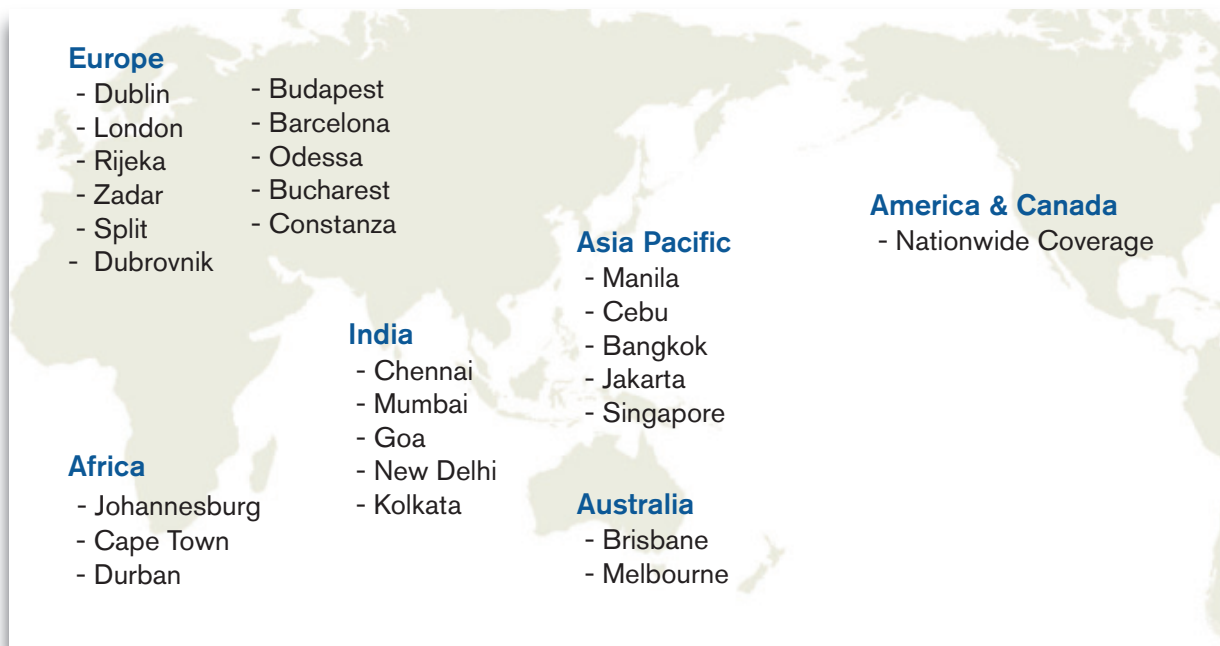 Europe
- Dublin
- London
- Rijeka
- Zadar
- Split
- Dubrovnik
- Budapest
- Barcelona
- Odessa
- Bucharest
- Constanza
America & Canada
- Nationwide Coverage
Asia Pacific
- Manila
- Cebu
- Bangkok
- Jakarta
- Singapore
India
- Chennai
- Mumbai
- Goa
- New Delhi
- Kolkata
Africa
- Johannesburg
- Cape Town
- Durban
Australia
- Brisbane
- Melbourne